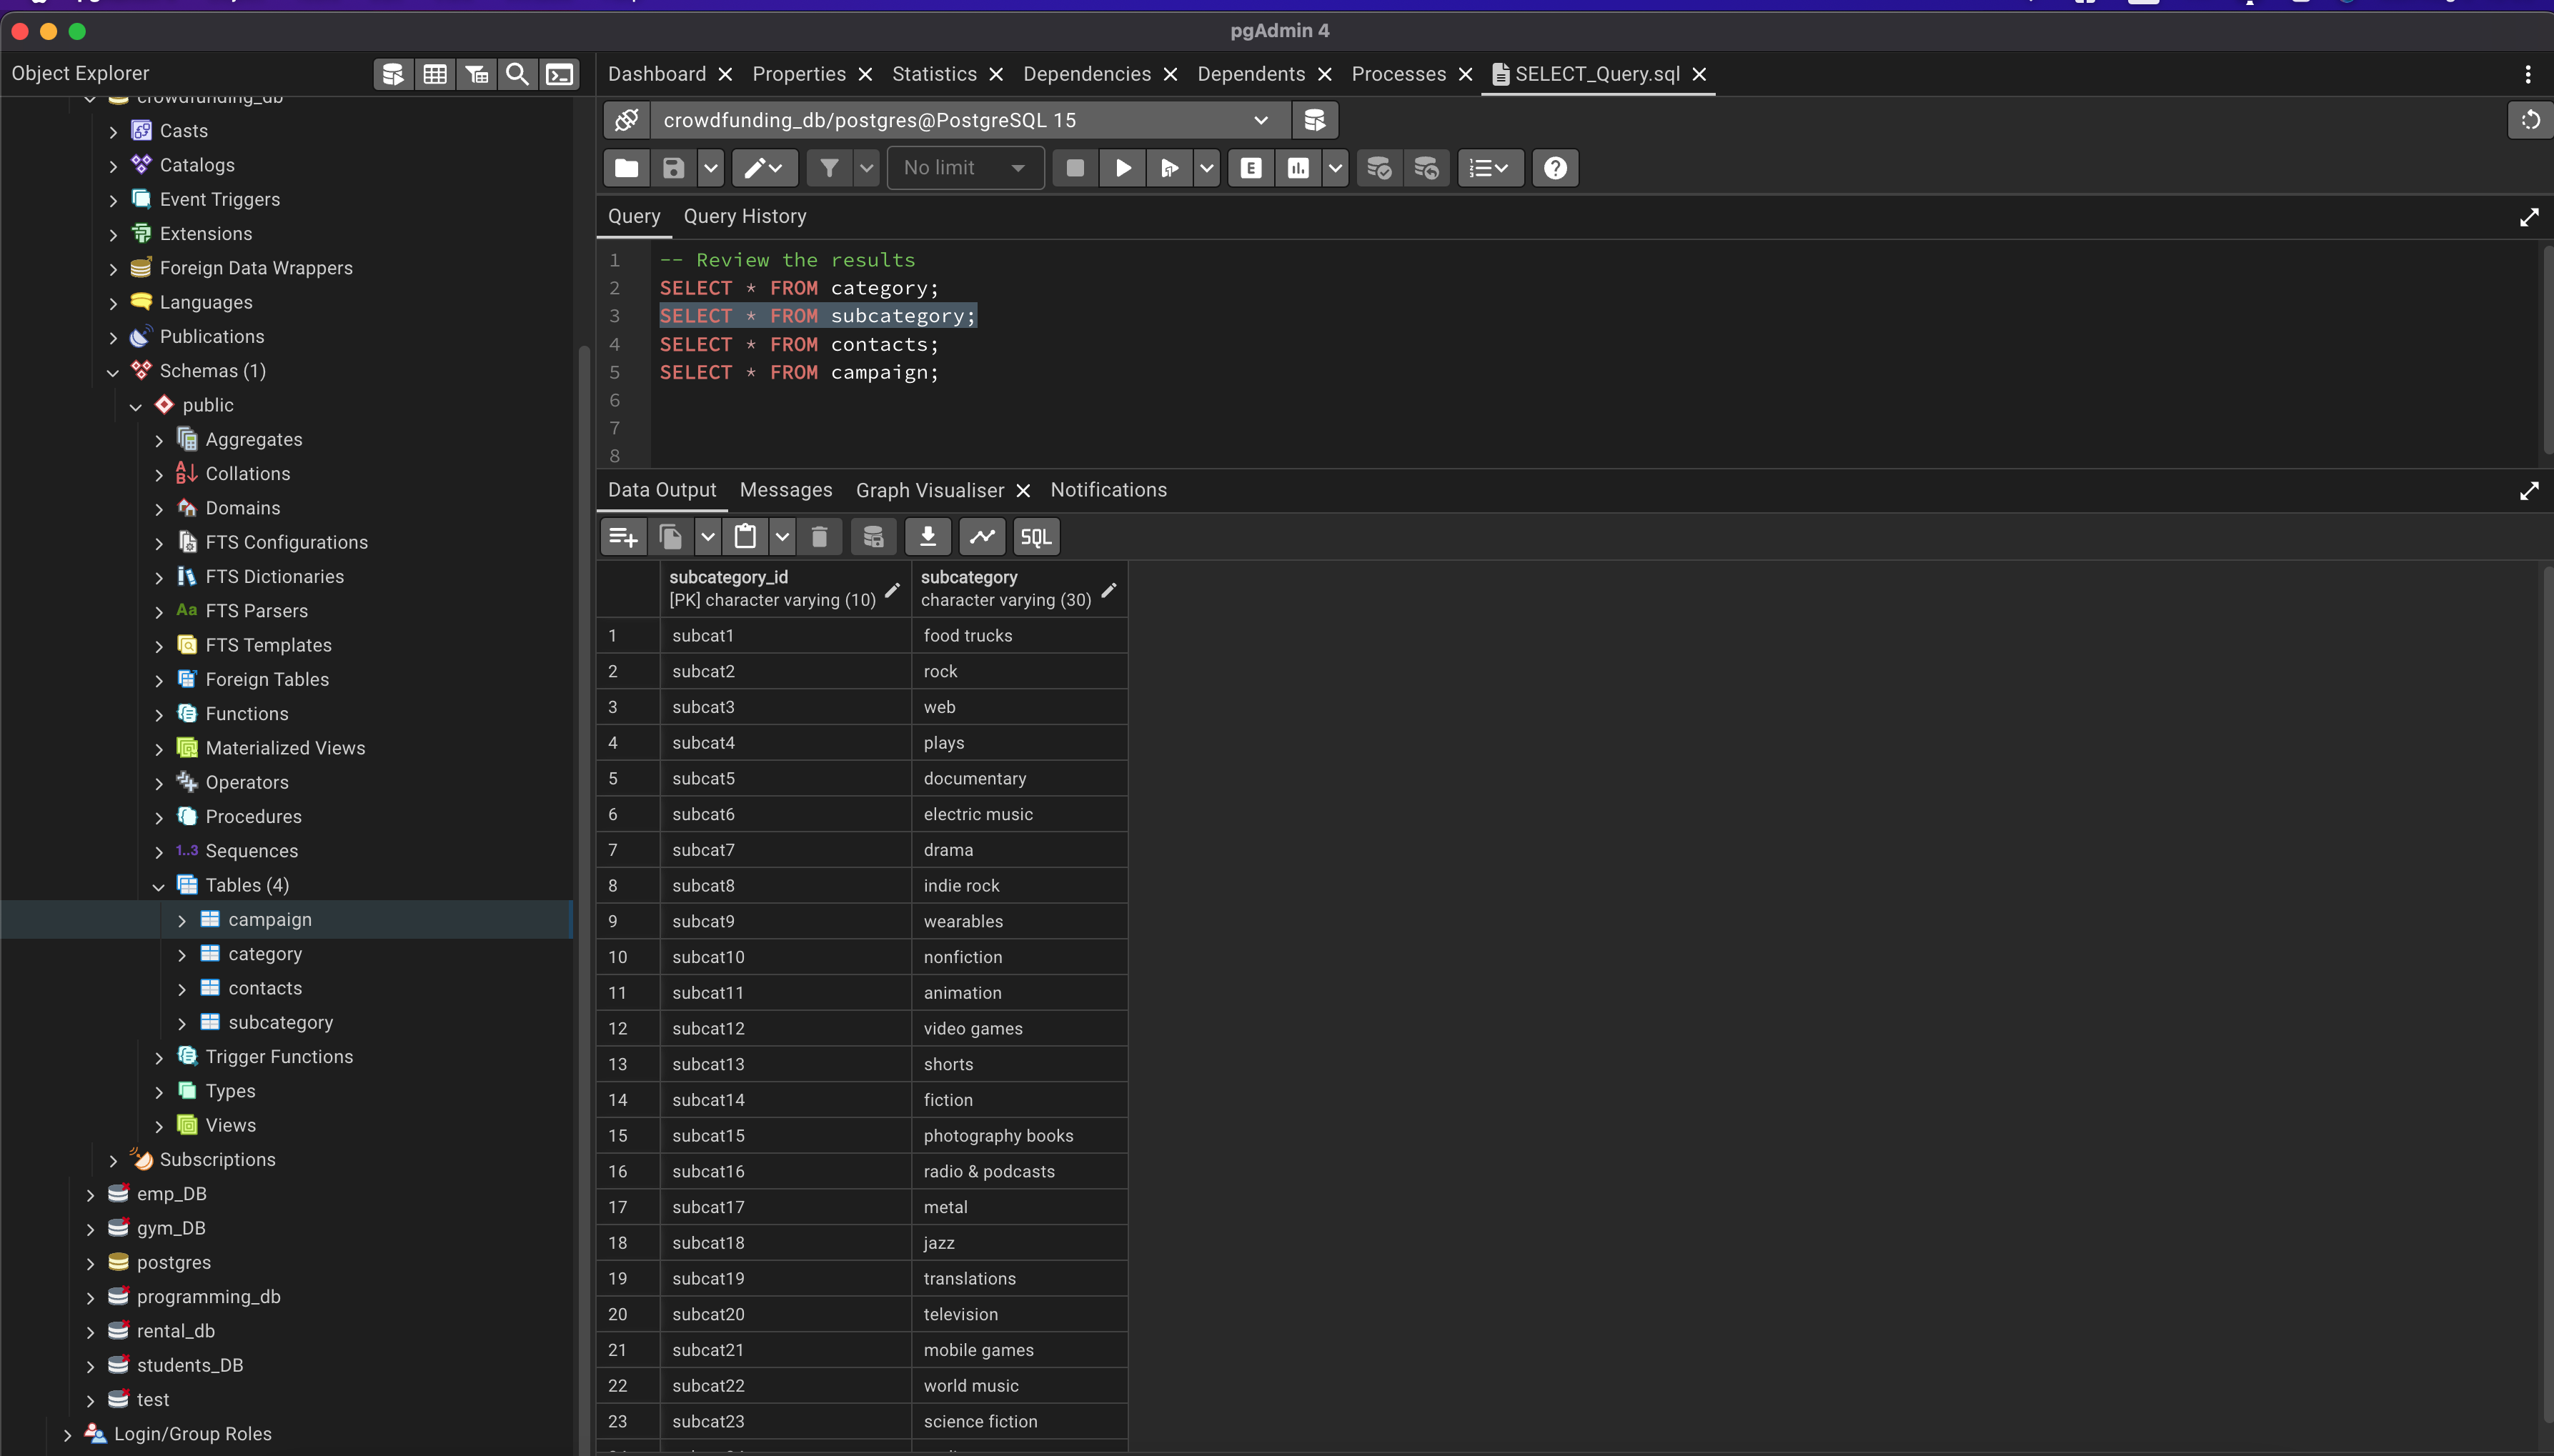 pgAdmin 4
Object Explorer
crowdfunding_db
Casts
Catalogs
Event Triggers
Extensions
Foreign Data Wrappers
Languages
Publications
Schemas (1)
public
Aggregates
Collations
Domains
FTS Configurations
FTS Dictionaries
Aa FTS Parsers
FTS Templates
Foreign Tables
Functions
Materialized Views
Operators
Procedures
1..3 Sequences
Tables (4)
campaign
category
contacts
subcategory
Trigger Functions
Types
Views
Subscriptions
emp_DB
gym_DB
postgres
programming_db
rental_db
students_DB
test
Login/Group Roles
Dashboard Properties Statistics Dependencies Dependents Processes SELECT_Query.sql
crowdfunding_db/postgres@PostgreSQL 15
No limit E
Query Query History
1 -- Review the results
2 SELECT * FROM category;
3 SELECT * FROM subcategory;
4 SELECT * FROM contacts;
5 SELECT * FROM campaign;
6
7
8
Data Output Messages Graph Visualiser Notifications
SQL
subcategory_id subcategory
[PK] character varying (10) character varying (30)
1 subcat1 food trucks
2 subcat2 rock
3 subcat3 web
4 subcat4 plays
5 subcat5 documentary
6 subcat6 electric music
7 subcat7 drama
8 subcat8 indie rock
9 subcat9 wearables
10 subcat10 nonfiction
11 subcat11 animation
12 subcat12 video games
13 subcat13 shorts
14 subcat14 fiction
15 subcat15 photography books
16 subcat16 radio & podcasts
17 subcat17 metal
18 subcat18 jazz
19 subcat19 translations
20 subcat20 television
21 subcat21 mobile games
22 subcat22 world music
23 subcat23 science fiction